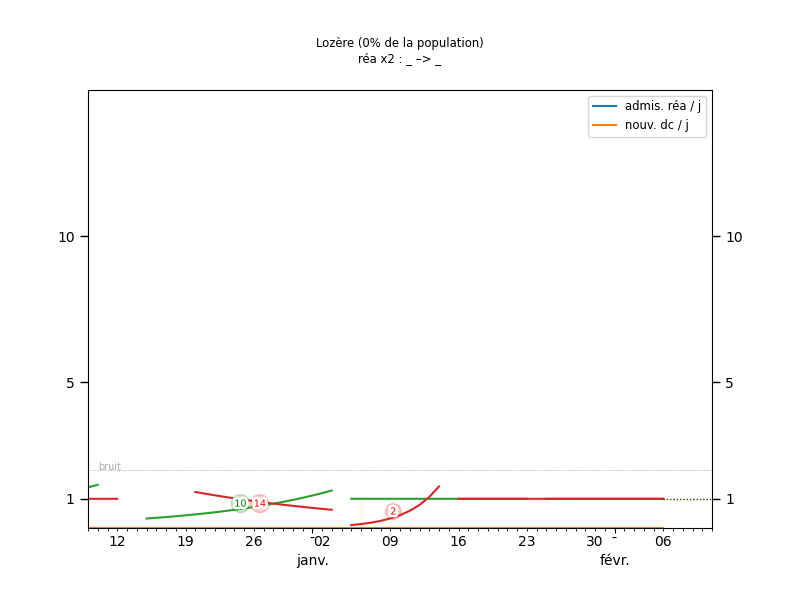 Lozère (0% de la population)
réa x2 : _ –> _
admis. réa / j
nouv. dc / j
10 10
5 5
bruit
1 1
10 14 2
12 19 26 02 09 16 23 30 06
janv. févr.